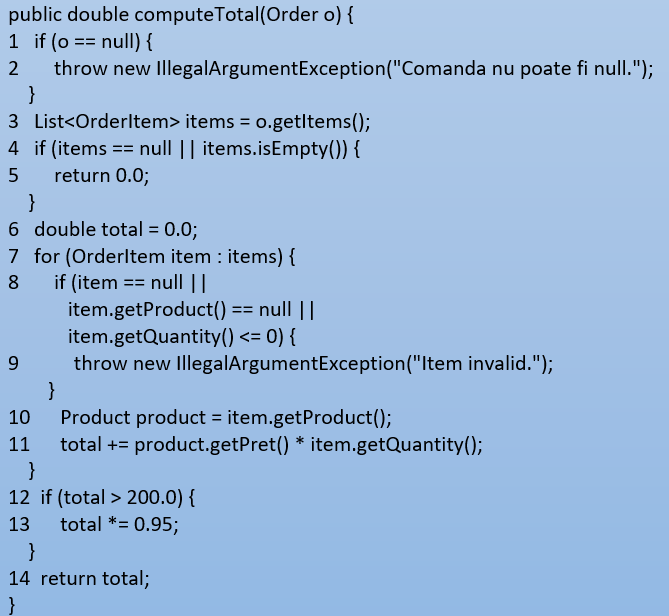 public double computeTotal(Order o) {
1 if (o == null) {
2 throw new IllegalArgumentException("Comanda nu poate fi null.");
}
3 List<OrderItem> items = o.getItems();
4 if (items == null || items.isEmpty()) {
5 return 0.0;
}
6 double total = 0.0;
7 for (OrderItem item : items) {
8 if (item == null ||
item.getProduct() == null ||
item.getQuantity() <= 0) {
9 throw new IllegalArgumentException("Item invalid.");
}
10 Product product = item.getProduct();
11 total += product.getPret() * item.getQuantity();
}
12 if (total > 200.0) {
13 total *= 0.95;
}
14 return total;
}